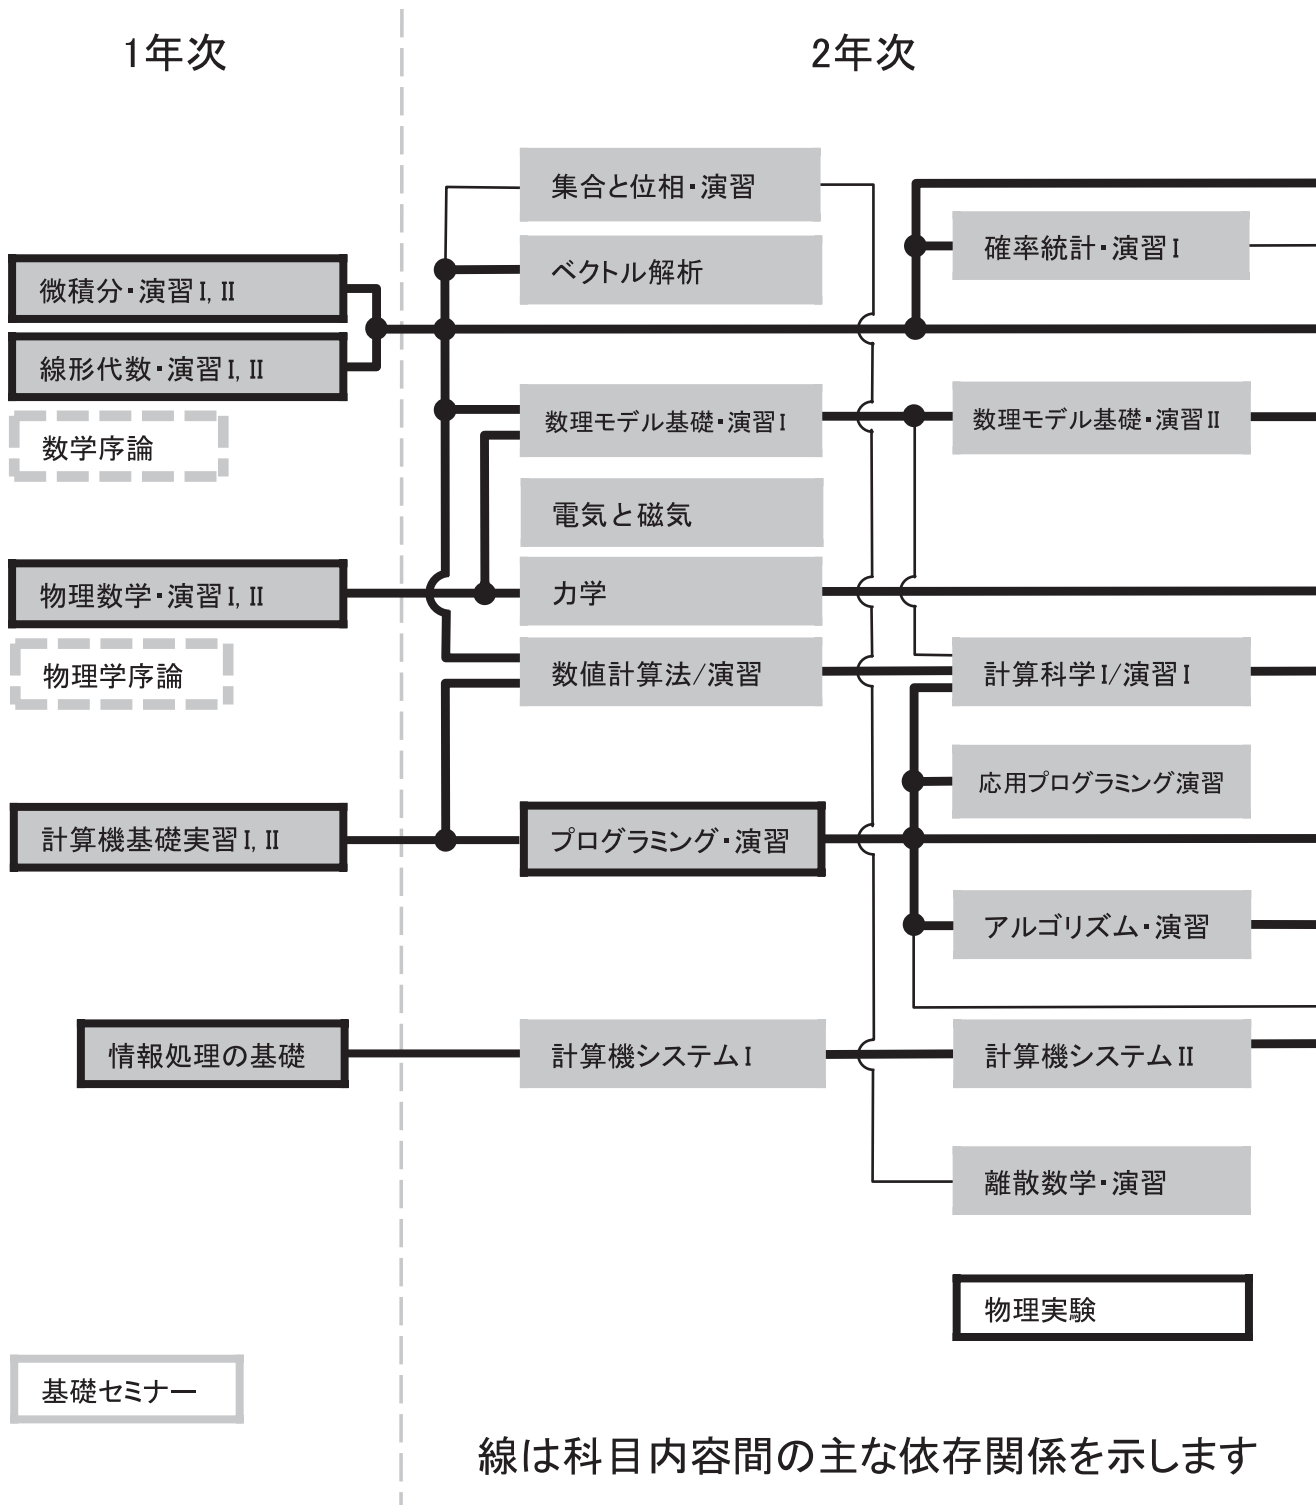 1年次
2年次
微積分・演習 I, II
線形代数・演習 I, II
数学序論
物理数学・演習 I, II
物理学序論
計算機基礎実習 I, II
情報処理の基礎
基礎セミナー
集合と位相・演習
ベクトル解析
数理モデル基礎・演習 I
電気と磁気
力学
数値計算法/演習
プログラミング・演習
計算機システム I
確率統計・演習 I
数理モデル基礎・演習 II
計算科学 I/演習 I
応用プログラミング演習
アルゴリズム・演習
計算機システム II
離散数学・演習
物理実験
線は科目内容間の主な依存関係を示します